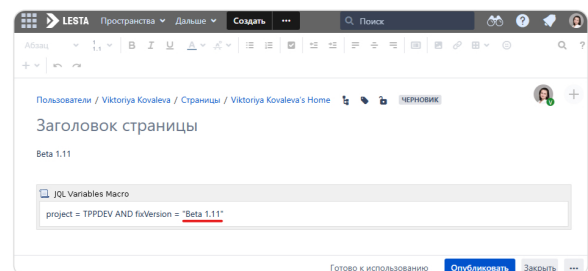 LESTA Пространства Дальше Создать ••• Поиск ?
Абзац B I U A ?
Пользователи / Viktoriya Kovaleva / Страницы / Viktoriya Kovaleva's Home ЧЕРНОВИК
Заголовок страницы
Beta 1.11
JQL Variables Macro
project = TPPDEV AND fixVersion = "Beta 1.11"
Готово к использованию Опубликовать Закрыть •••